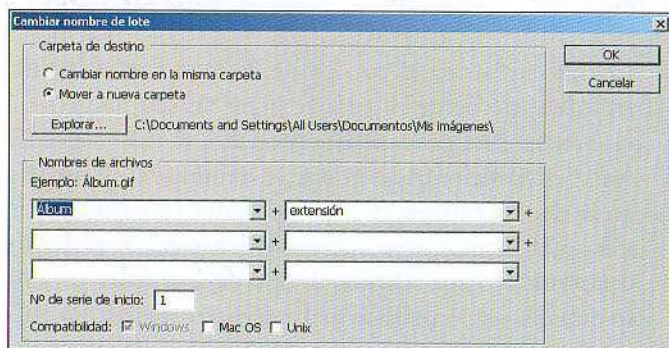 Cambiar nombre de lote
Carpeta de destino
Cambiar nombre en la misma carpeta
Mover a nueva carpeta
Explorar... C:\Documents and Settings\All Users\Documentos\Mis imágenes\
OK
Cancelar
Nombres de archivos
Ejemplo: Álbum.gif
Álbum + extensión +
+ +
+
Nº de serie de inicio: 1
Compatibilidad: Windows Mac OS Unix